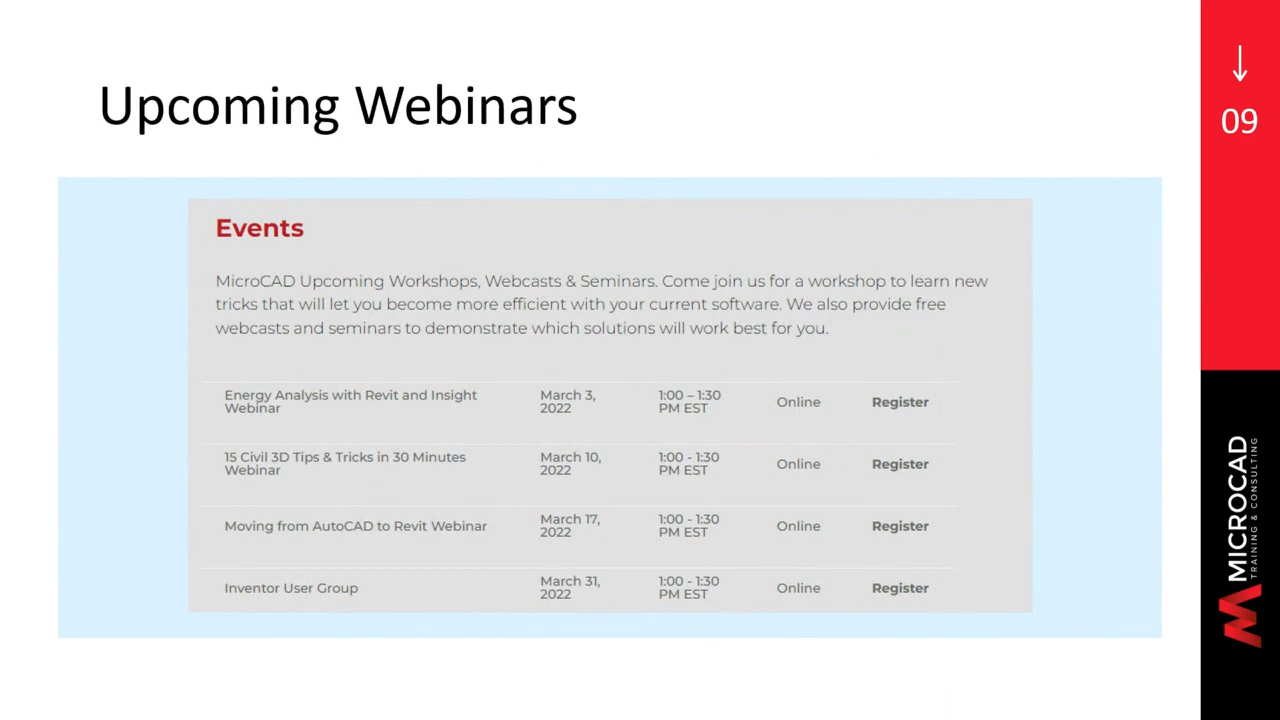 Upcoming Webinars
↓
09
Events
MicroCAD Upcoming Workshops, Webcasts & Seminars. Come join us for a workshop to learn new
tricks that will let you become more efficient with your current software. We also provide free
webcasts and seminars to demonstrate which solutions will work best for you.
Energy Analysis with Revit and Insight
Webinar
March 3,
2022
1:00 – 1:30
PM EST
Online
Register
15 Civil 3D Tips & Tricks in 30 Minutes
Webinar
March 10,
2022
1:00 - 1:30
PM EST
Online
Register
Moving from AutoCAD to Revit Webinar
March 17,
2022
1:00 - 1:30
PM EST
Online
Register
Inventor User Group
March 31,
2022
1:00 - 1:30
PM EST
Online
Register
MICROCAD
TRAINING & CONSULTING